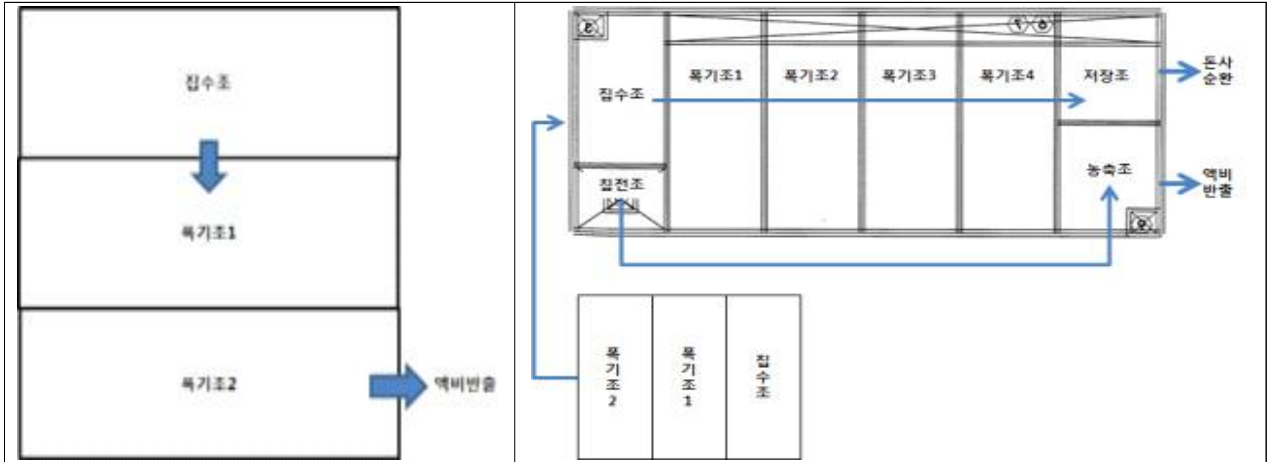 집수조
폭기조1
폭기조2
액비반출
집수조
폭기조1
폭기조2
폭기조3
폭기조4
저장조
돈사
순환
침전조
농축조
액비
반출
폭기조2
폭기조1
집수조